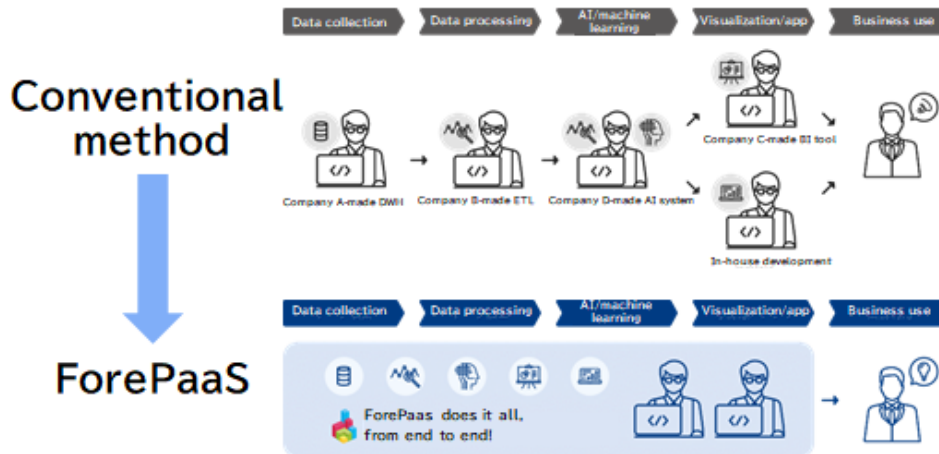 Data collection
Data processing
AI/machine
learning
Visualization/app
Business use
Conventional
method
</>
</>
</>
</>
</>
Company A-made DWH
Company B-made ETL
Company D-made AI system
Company C-made BI tool
In-house development
Data collection
Data processing
AI/machine
learning
Visualization/app
Business use
ForePaaS
ForePaas does it all,
from end to end!
</>
</>